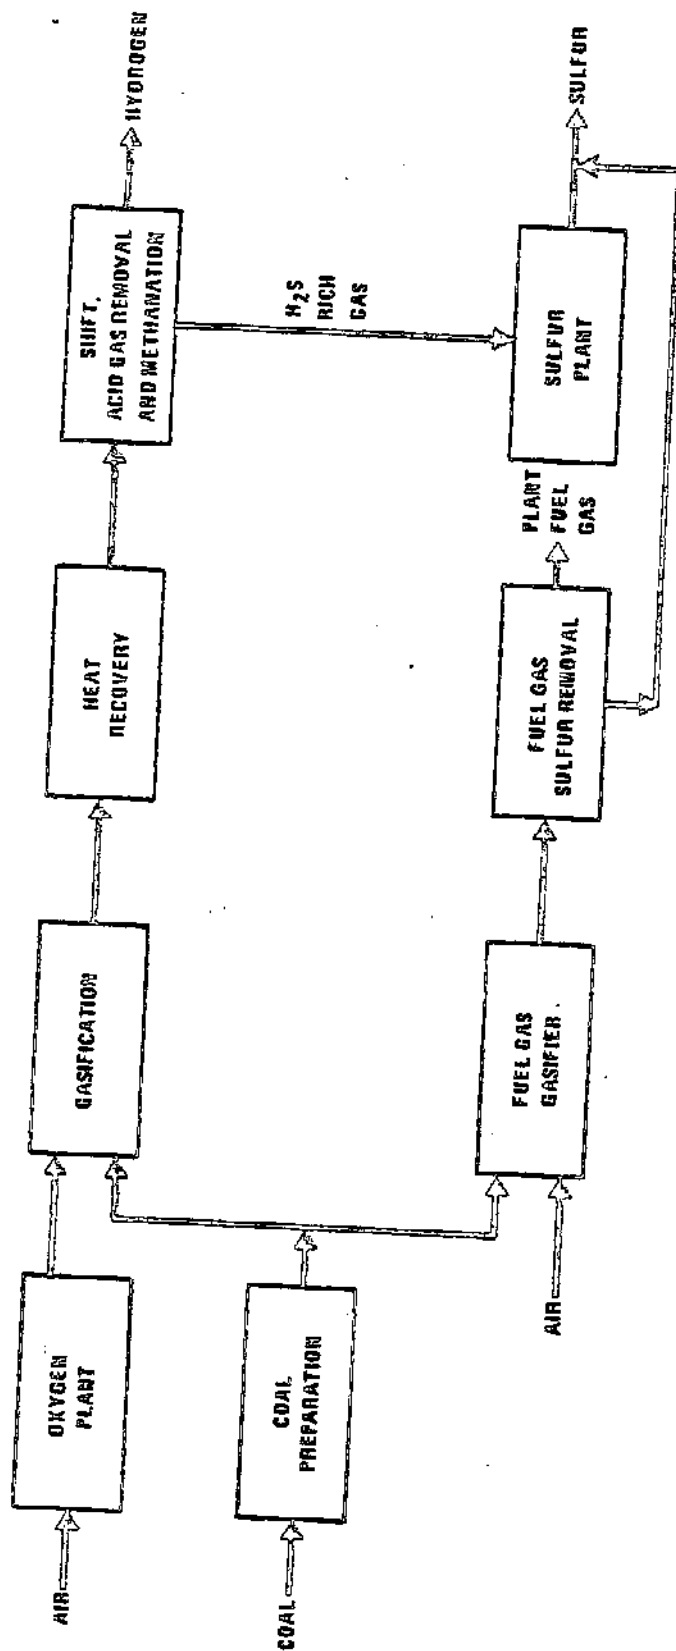 AIR
OXYGEN
PLANT
GASIFICATION
HEAT
RECOVERY
SHIFT,
ACID GAS REMOVAL
AND METHANATION
HYDROGEN
COAL
COAL
PREPARATION
H₂S
RICH
GAS
AIR
FUEL GAS
GASIFIER
FUEL GAS
SULFUR REMOVAL
PLANT
FUEL
GAS
SULFUR
PLANT
SULFUR